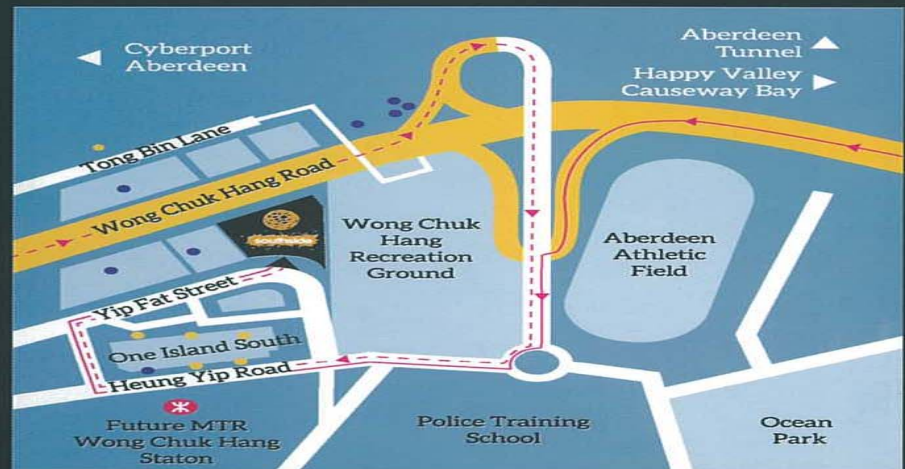 Cyberport
Aberdeen
Aberdeen
Tunnel
Happy Valley
Causeway Bay
Tong Bin Lane
Wong Chuk Hang Road
southside
Wong Chuk
Hang
Recreation
Ground
Aberdeen
Athletic
Field
Yip Fat Street
One Island South
Heung Yip Road
Future MTR
Wong Chuk Hang
Staton
Police Training
School
Ocean
Park